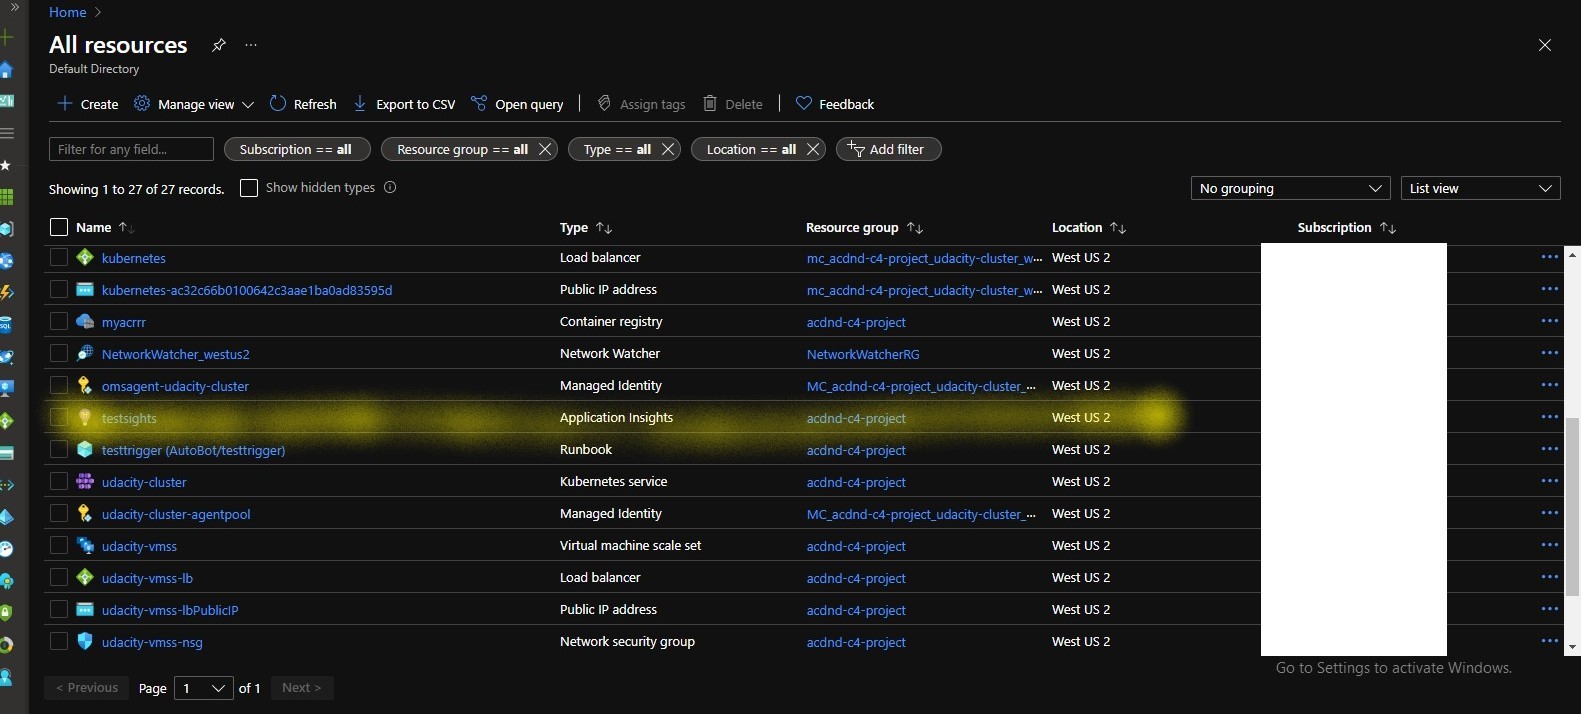 Home >
All resources ...
Default Directory
+ Create Manage view Refresh Export to CSV Open query Assign tags Delete Feedback
Filter for any field... Subscription == all Resource group == all Type == all Location == all Add filter
Showing 1 to 27 of 27 records. Show hidden types No grouping List view
Name Type Resource group Location Subscription
kubernetes Load balancer mc_acdnd-c4-project_udacity-cluster_w... West US 2 ...
kubernetes-ac32c66b0100642c3aae1ba0ad83595d Public IP address mc_acdnd-c4-project_udacity-cluster_w... West US 2 ...
myacrrr Container registry acdnd-c4-project West US 2 ...
NetworkWatcher_westus2 Network Watcher NetworkWatcherRG West US 2 ...
omsagent-udacity-cluster Managed Identity MC_acdnd-c4-project_udacity-cluster_... West US 2 ...
testsights Application Insights acdnd-c4-project West US 2 ...
testtrigger (AutoBot/testtrigger) Runbook acdnd-c4-project West US 2 ...
udacity-cluster Kubernetes service acdnd-c4-project West US 2 ...
udacity-cluster-agentpool Managed Identity MC_acdnd-c4-project_udacity-cluster_... West US 2 ...
udacity-vmss Virtual machine scale set acdnd-c4-project West US 2 ...
udacity-vmss-lb Load balancer acdnd-c4-project West US 2 ...
udacity-vmss-lbPublicIP Public IP address acdnd-c4-project West US 2 ...
udacity-vmss-nsg Network security group acdnd-c4-project West US 2 ...
Go to Settings to activate Windows.
< Previous Page 1 of 1 Next >